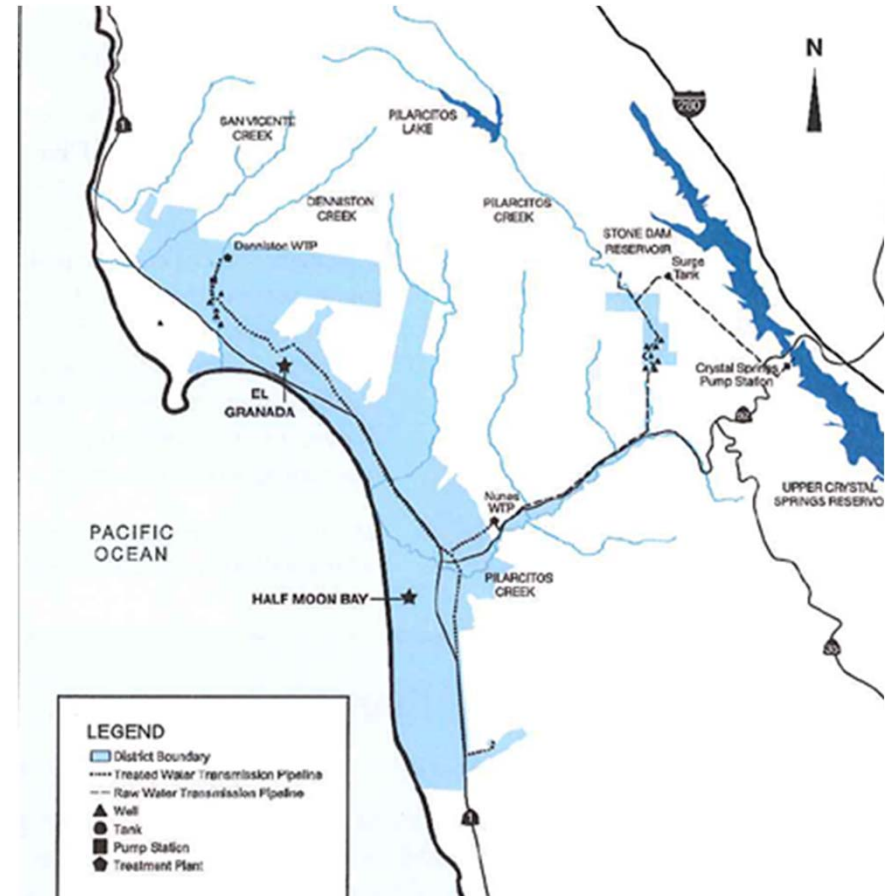 N
280
1
SAN VICENTE
CREEK
PILARCITOS
LAKE
DENNISTON
CREEK
PILARCITOS
CREEK
STONE DAM
RESERVOIR
Denniston WTP
Surge
Tank
Crystal Springs
Pump Station
92
EL
GRANADA
UPPER CRYSTAL
SPRINGS RESERVO
Nunes
WTP
PACIFIC
OCEAN
PILARCITOS
CREEK
HALF MOON BAY
35
1
LEGEND
District Boundary
Treated Water Transmission Pipeline
Raw Water Transmission Pipeline
Well
Tank
Pump Station
Treatment Plant